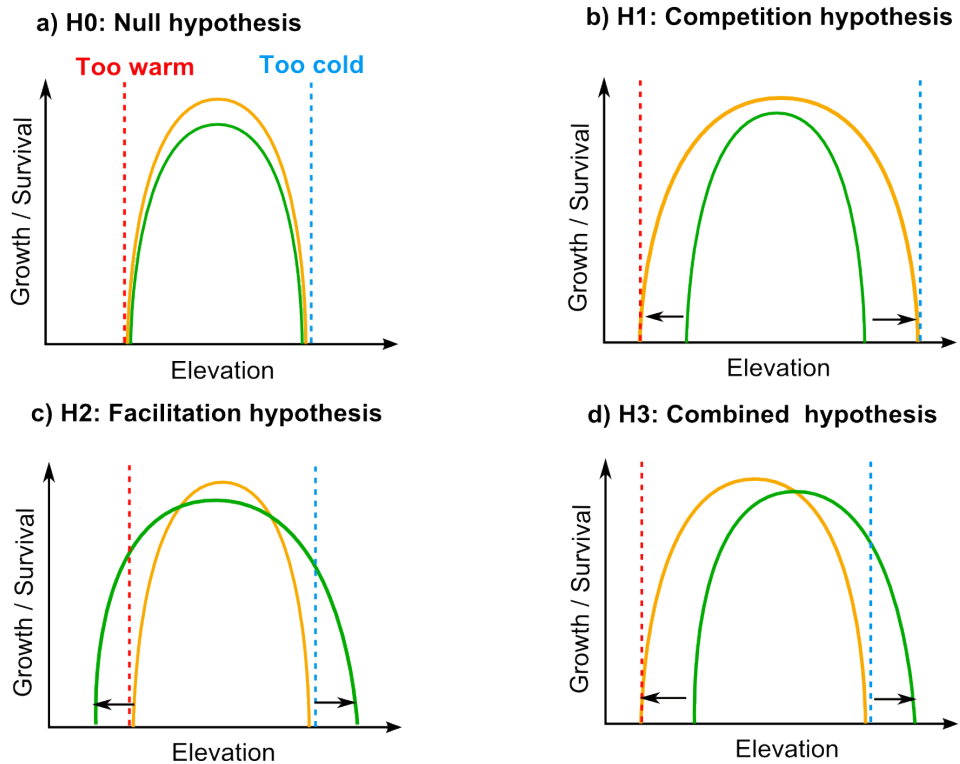 a) H0: Null hypothesis
Too warm
Too cold
Growth / Survival
Elevation
b) H1: Competition hypothesis
Growth / Survival
Elevation
c) H2: Facilitation hypothesis
Growth / Survival
Elevation
d) H3: Combined hypothesis
Growth / Survival
Elevation